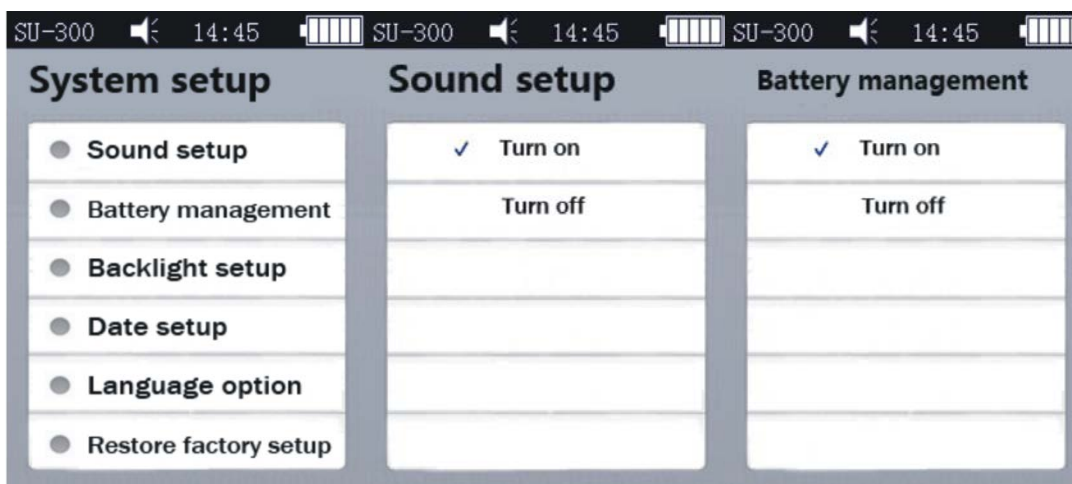 SU-300 14:45
System setup
Sound setup
Battery management
Backlight setup
Date setup
Language option
Restore factory setup
SU-300 14:45
Sound setup
✓ Turn on
Turn off
SU-300 14:45
Battery management
✓ Turn on
Turn off